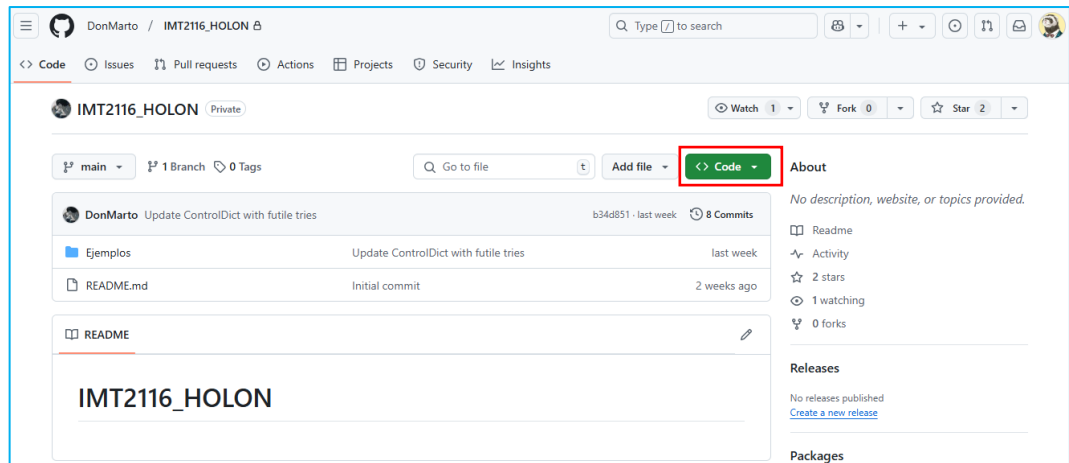 DonMarto / IMT2116_HOLON
Type / to search
<> Code Issues Pull requests Actions Projects Security Insights
IMT2116_HOLON Private
Watch 1 Fork 0 Star 2
main 1 Branch 0 Tags Go to file t Add file <> Code
DonMarto Update ControlDict with futile tries b34d851 · last week 8 Commits
Ejemplos Update ControlDict with futile tries last week
README.md Initial commit 2 weeks ago
README
IMT2116_HOLON
About
No description, website, or topics provided.
Readme
Activity
2 stars
1 watching
0 forks
Releases
No releases published
Create a new release
Packages